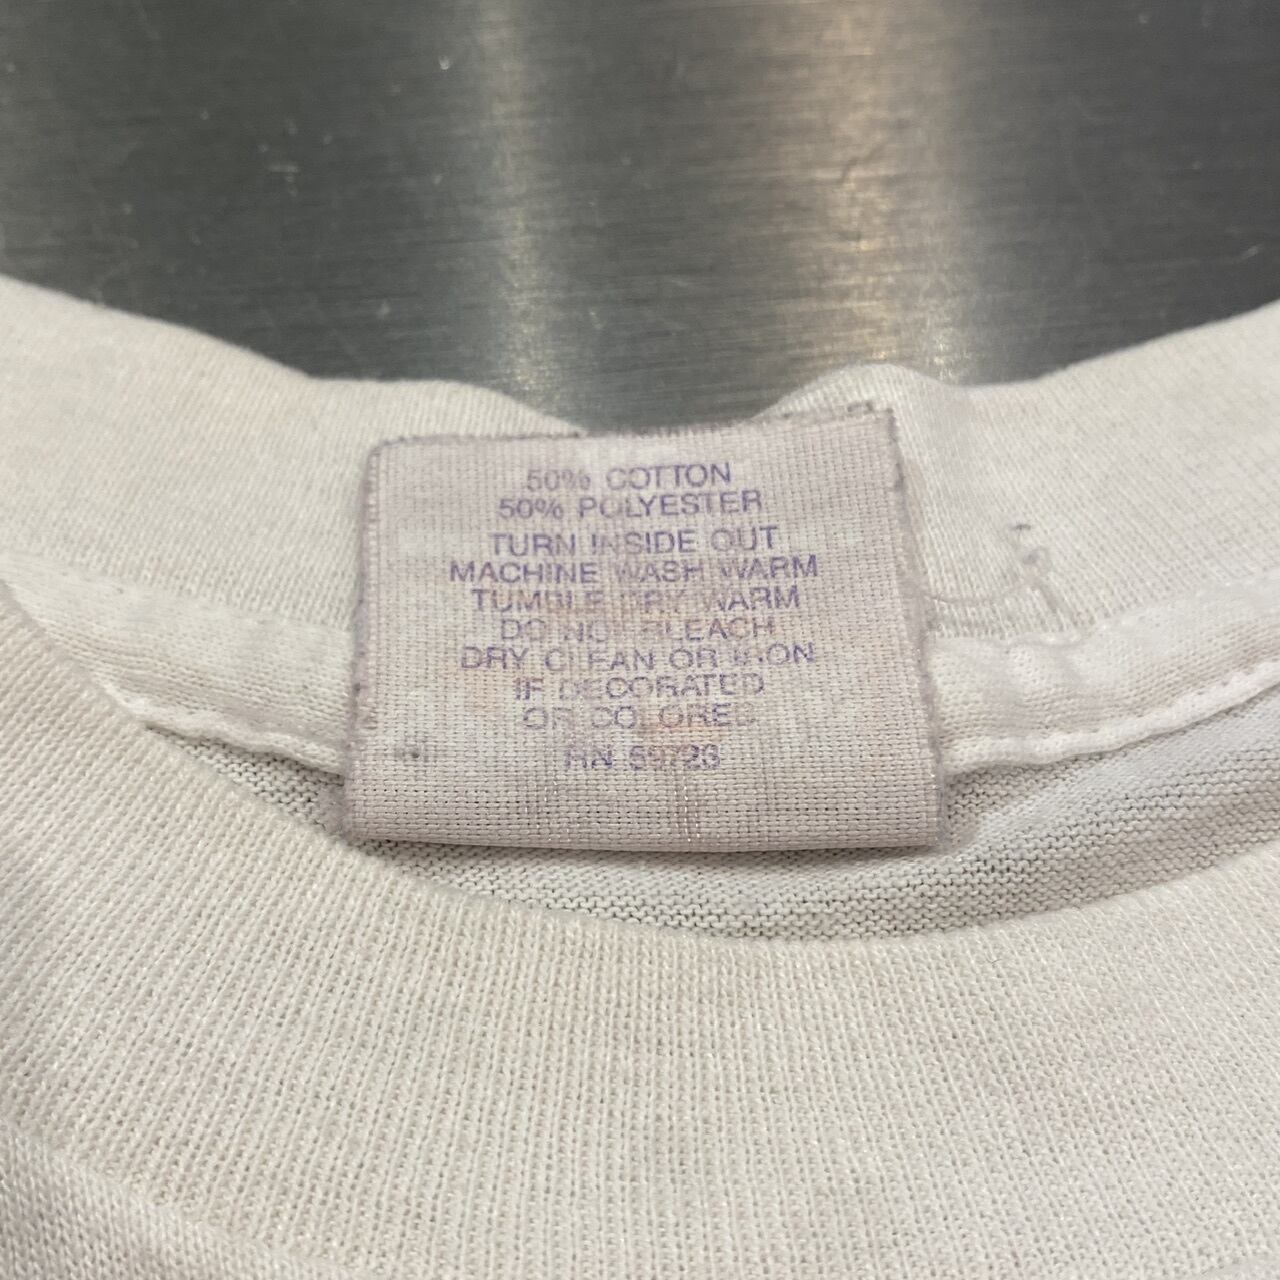 50% COTTON
50% POLYESTER
TURN INSIDE OUT
MACHINE WASH WARM
TUMBLE DRY WARM
DO NOT BLEACH
DRY CLEAN OR IRON
IF DECORATED
OR COLORED
RN